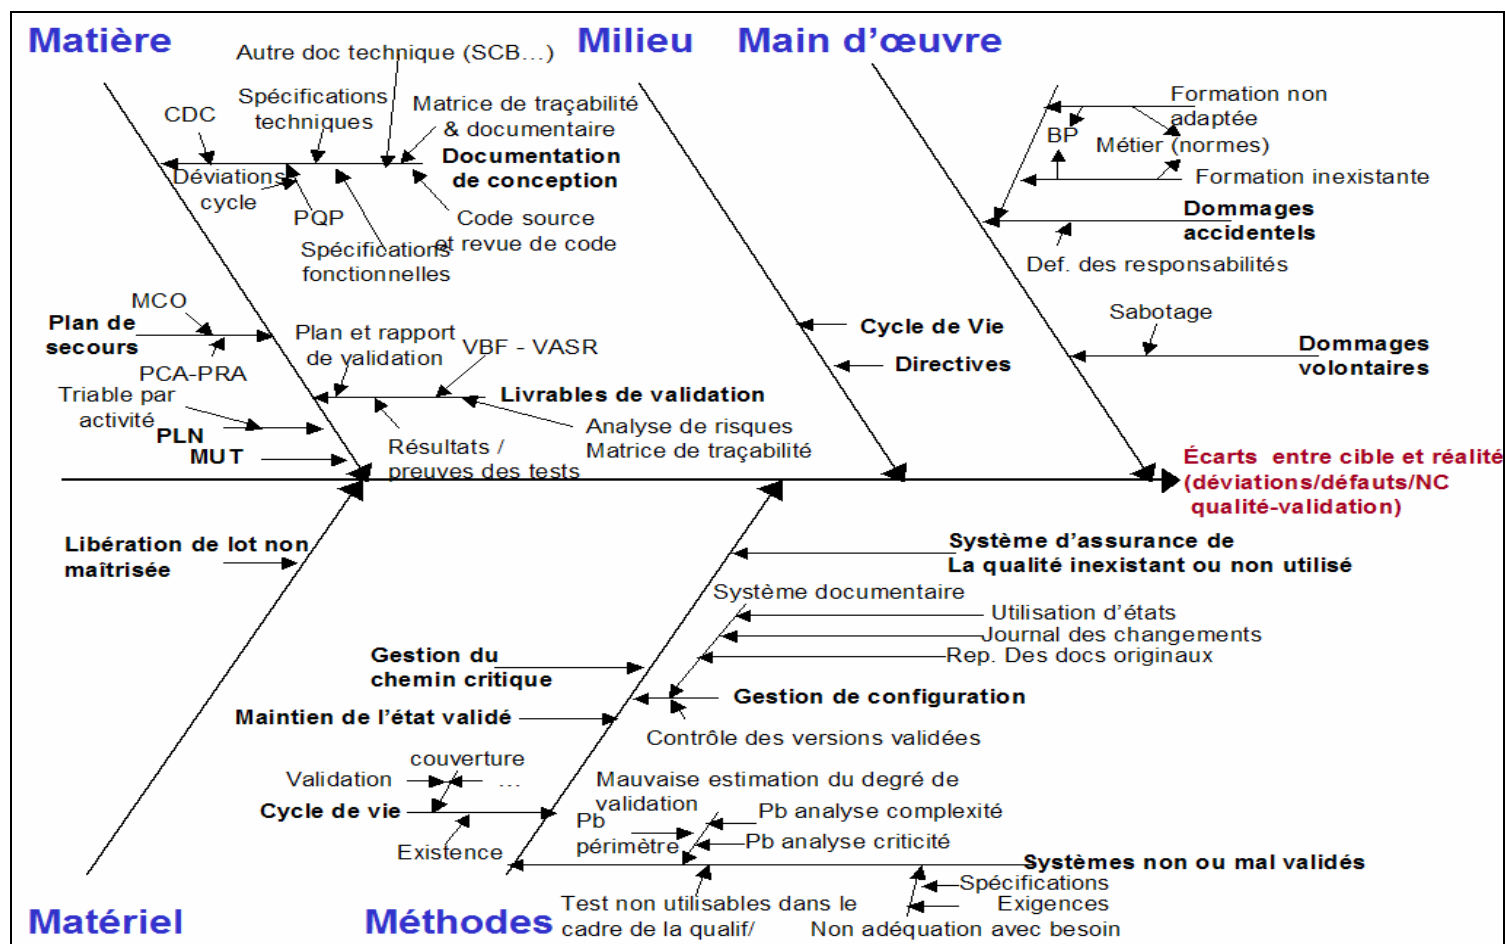 Matière
Milieu
Main d’œuvre
Autre doc technique (SCB…)
CDC
Spécifications
techniques
Matrice de traçabilité
& documentaire
Documentation
de conception
Déviations
cycle
PQP
Spécifications
fonctionnelles
Code source
et revue de code
Formation non
adaptée
BP
Métier (normes)
Formation inexistante
Dommages
accidentels
Def. des responsabilités
MCO
Plan de
secours
PCA-PRA
Plan et rapport
de validation
VBF - VASR
Livrables de validation
Triable par
activité
PLN
MUT
Résultats /
preuves des tests
Analyse de risques
Matrice de traçabilité
Cycle de Vie
Directives
Sabotage
Dommages
volontaires
Écarts entre cible et réalité
(déviations/défauts/NC
qualité-validation)
Libération de lot non
maîtrisée
Système d’assurance de
La qualité inexistant ou non utilisé
Système documentaire
Utilisation d’états
Journal des changements
Rep. Des docs originaux
Gestion du
chemin critique
Gestion de configuration
Maintien de l’état validé
Contrôle des versions validées
couverture
Validation
…
Cycle de vie
Existence
Mauvaise estimation du degré de
validation
Pb analyse complexité
Pb
périmètre
Pb analyse criticité
Systèmes non ou mal validés
Spécifications
Exigences
Test non utilisables dans le
cadre de la qualif/
Non adéquation avec besoin
Matériel
Méthodes